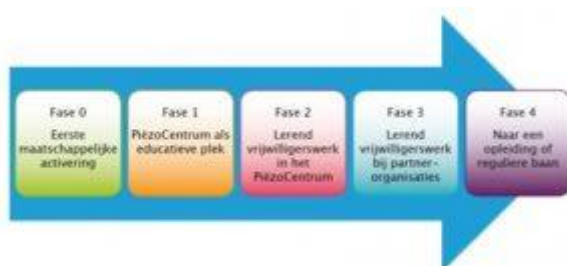 Fase 0
Eerste
maatschappelijke
activering
Fase 1
PiëzoCentrum als
educatieve plek
Fase 2
Lerend
vrijwilligerswerk
in het
PiëzoCentrum
Fase 3
Lerend
vrijwilligerswerk
bij partner-
organisaties
Fase 4
Naar een
opleiding of
reguliere baan